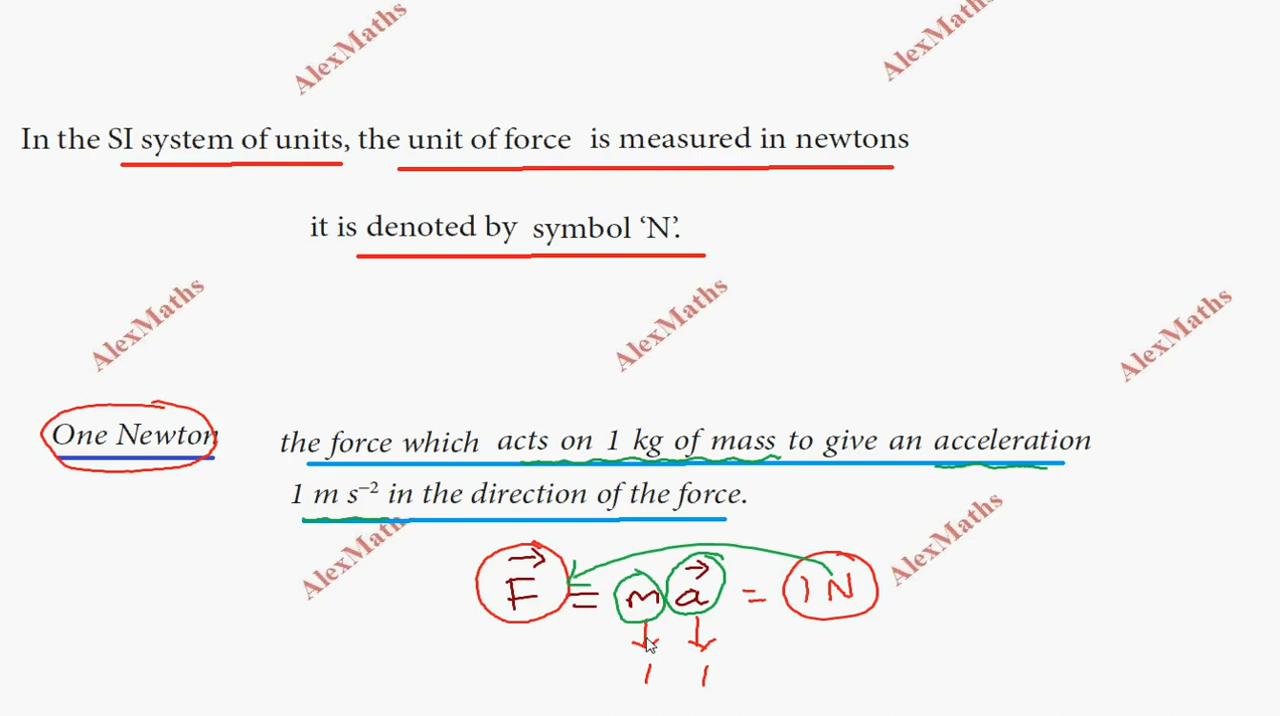 AlexMaths AlexMaths
In the SI system of units, the unit of force is measured in newtons
it is denoted by symbol ‘N’.
AlexMaths AlexMaths AlexMaths
One Newton the force which acts on 1 kg of mass to give an acceleration
1 m s⁻² in the direction of the force.
AlexMaths AlexMaths
F⃗ = m a⃗ = 1 N
1 1